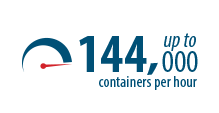 up to
144,000
containers per hour